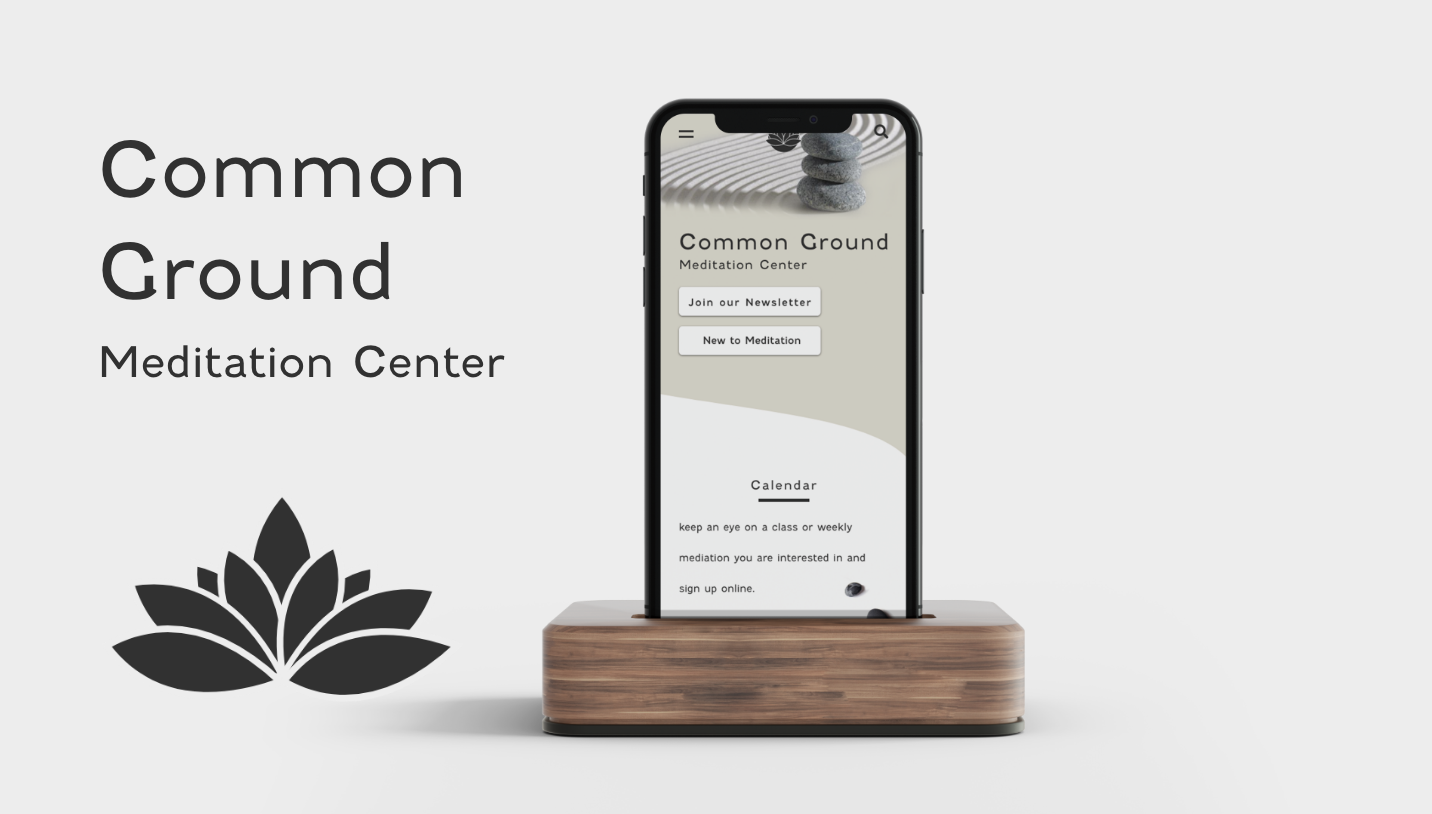 Common
Ground
Meditation Center
Common Ground
Meditation Center
Join our Newsletter
New to Meditation
Calendar
keep an eye on a class or weekly
mediation you are interested in and
sign up online.